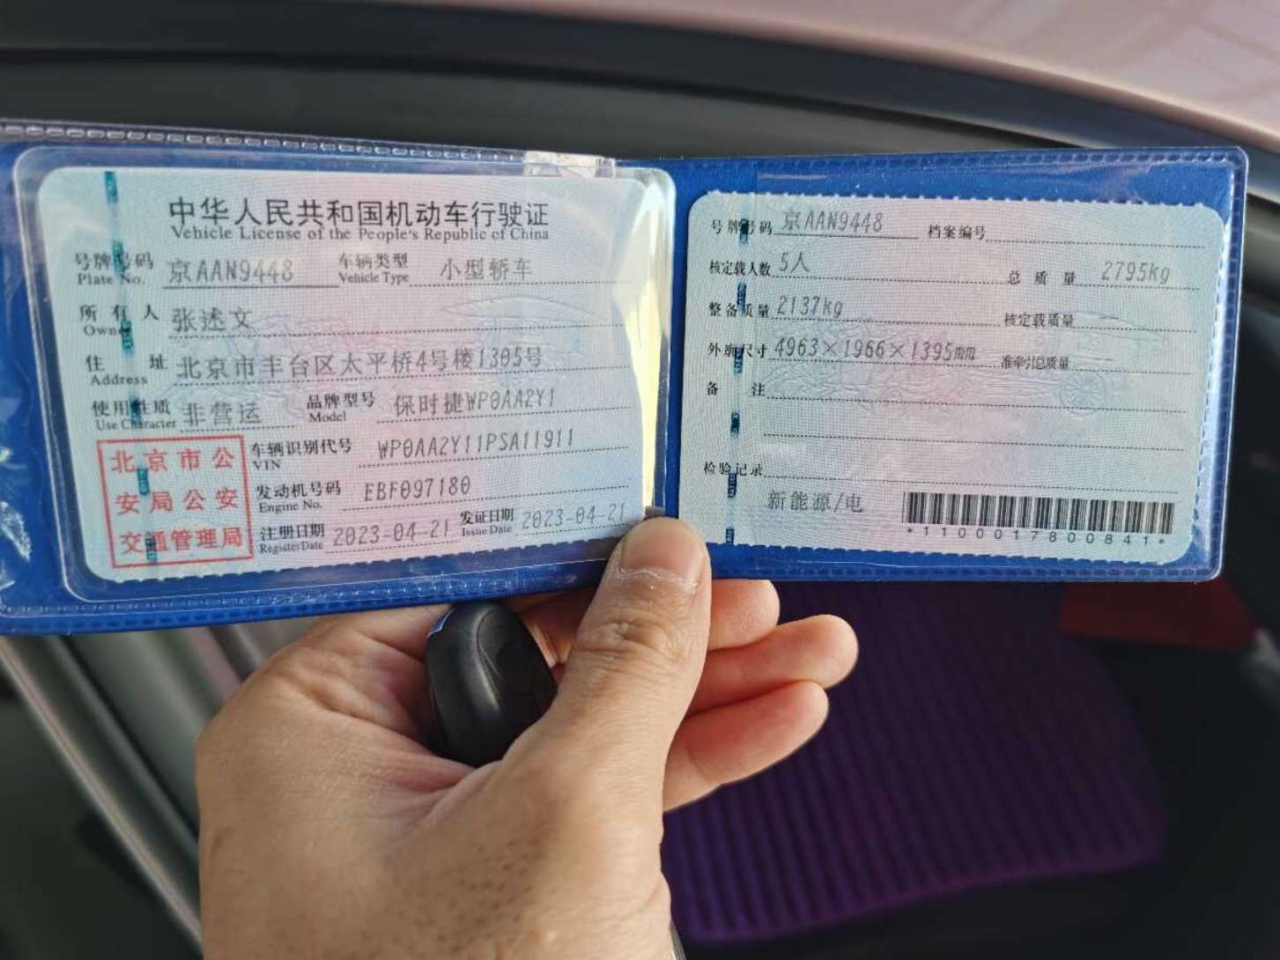 中华人民共和国机动车行驶证
Vehicle License of the People's Republic of China
号牌号码 京AAN9448 车辆类型 小型轿车
Plate No. Vehicle Type
所有人 张述文
Owner
住址 北京市丰台区太平桥4号楼1305号
Address
使用性质 非营运 品牌型号 保时捷WP0AA2Y1
Use Character Model
北京市公
安局公安
交通管理局
车辆识别代号 WP0AA2Y11PSA11911
VIN
发动机号码 EBF097180
Engine No.
注册日期 2023-04-21 发证日期 2023-04-21
Register Date Issue Date
号牌号码 京AAN9448 档案编号
核定载人数 5人 总质量 2795kg
整备质量 2137kg 核定载质量
外廓尺寸 4963×1966×1395mm 准牵引总质量
备注
检验记录
新能源/电
*1100017800841*